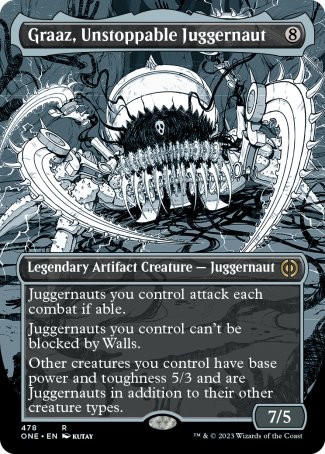 Graaz, Unstoppable Juggernaut 8
Legendary Artifact Creature — Juggernaut
Juggernauts you control attack each
combat if able.
Juggernauts you control can't be
blocked by Walls.
Other creatures you control have base
power and toughness 5/3 and are
Juggernauts in addition to their other
creature types.
7/5
478 R
ONE • EN KUTAY
™ & © 2023 Wizards of the Coast